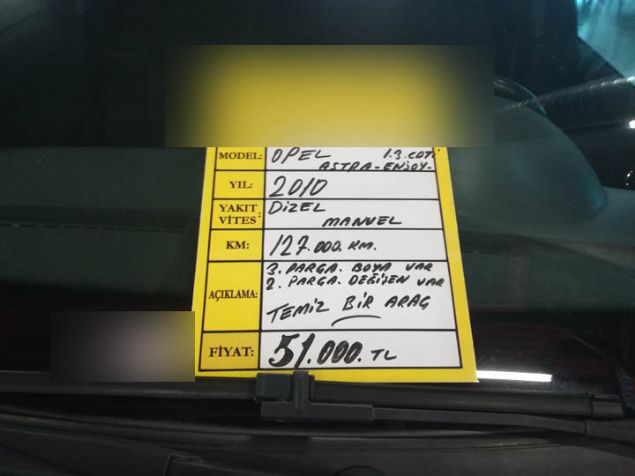 MODEL: OPEL 1.3 CDTI
ASTRA-ENJOY-
YIL: 2010
YAKIT DİZEL
VİTES: MANUEL
KM: 127.000.KM.
3. PARÇA. BOYA VAR
2. PARÇA. DEĞİŞEN VAR
AÇIKLAMA:
TEMİZ BİR ARAÇ
FİYAT: 51.000.TL